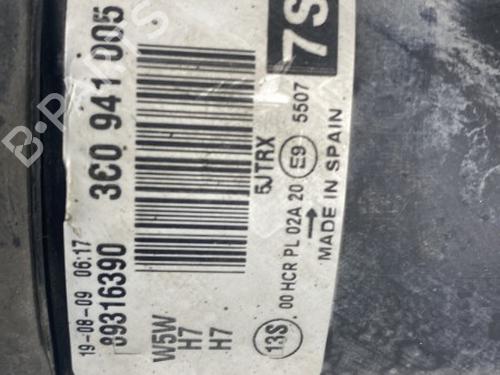 7S
3C0 941 005
5JTRX
E9 5507
.00 HCR PL 02A 20
MADE IN SPAIN
19-08-09 06:17
89316390
W5W
H7
H7
13S
B-PARTS